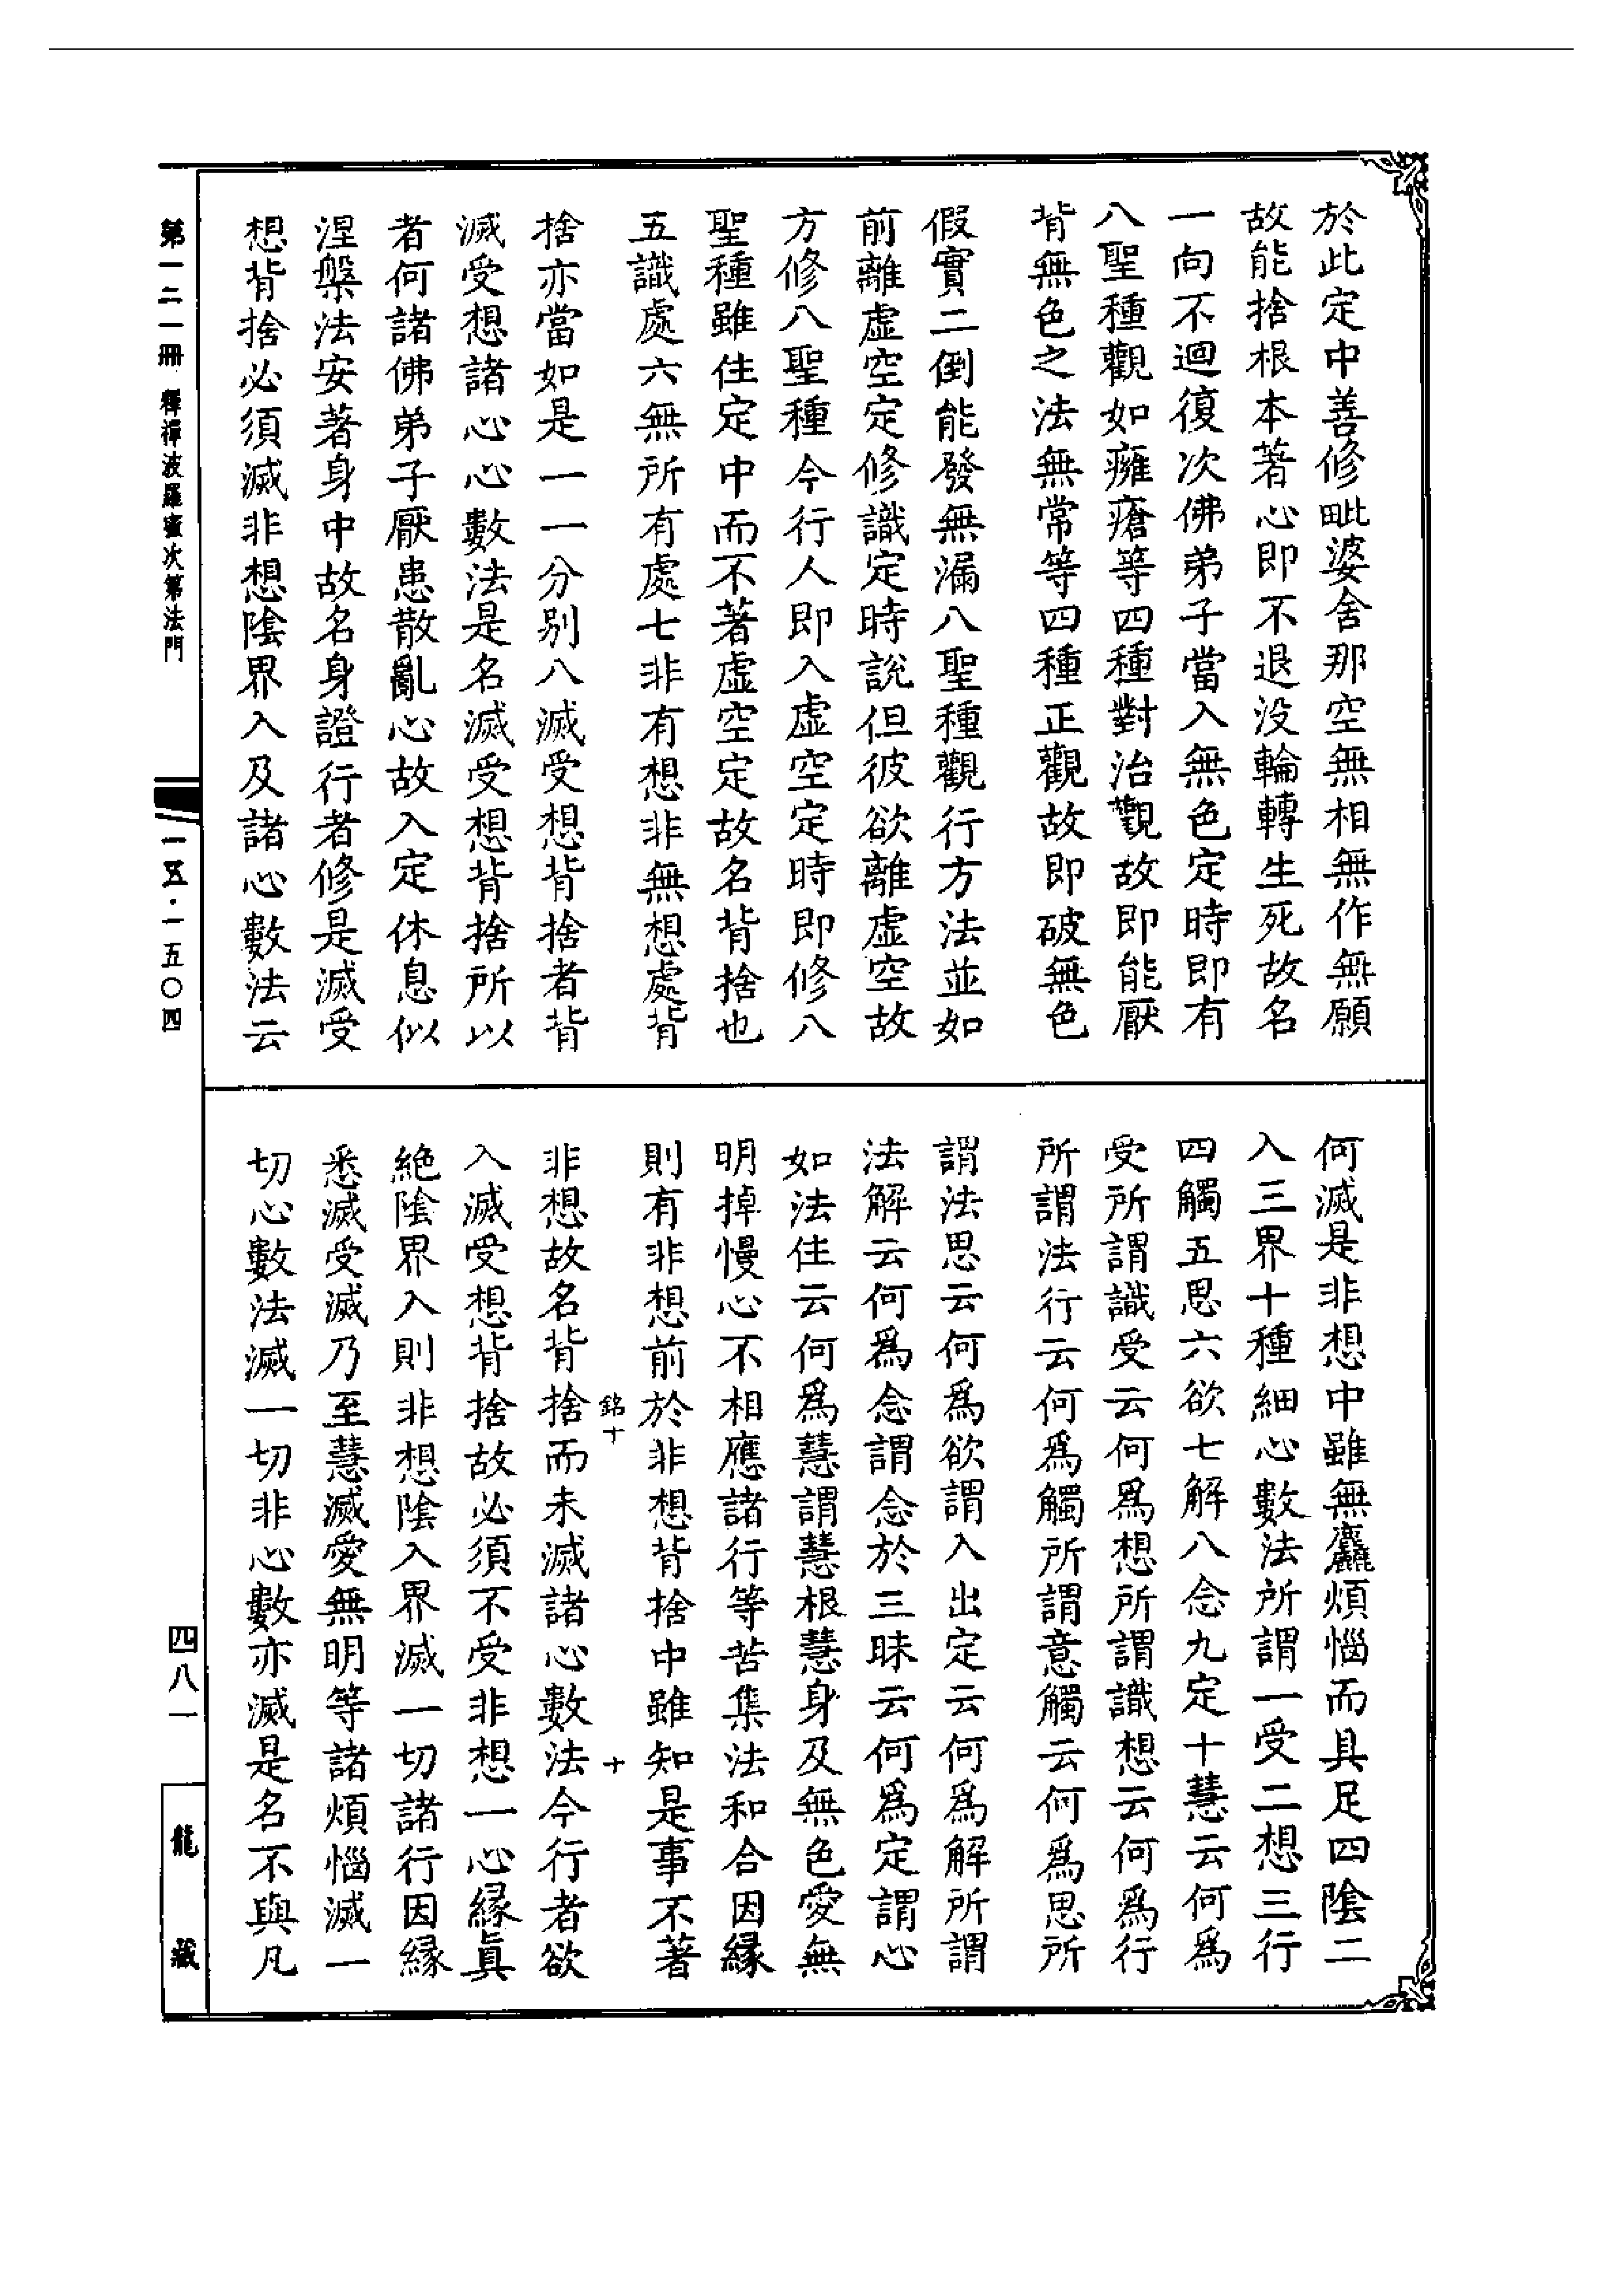 於此定中善修毗婆舍那空無相無作無願
故能捨根本著心即不退没輪轉生死故名
一向不迴復次佛弟子當入無色定時即有
八聖種觀如癰瘡等四種對治觀故即能厭
背無色之法無常等四種正觀故即破無色
假實二倒能發無漏八聖種觀行方法並如
前離虛空定修識定時說但彼欲離虛空故
方修八聖種今行人即入虛空定時即修八
聖種雖住定中而不著虛空定故名背捨也
五識處六無所有處七非有想非無想處背
捨亦當如是一一分別八滅受想背捨者背
滅受想諸心心數法是名滅受想背捨所以
者何諸佛弟子厭患散亂心故入定休息似
涅槃法安著身中故名身證行者修是滅受
想背捨必須滅非想陰界入及諸心數法云
何滅是非想中雖無麤煩惱而具足四陰二
入三界十種細心數法所謂一受二想三行
四觸五思六欲七解八念九定十慧云何為
受所謂識受云何為想所謂識想云何為行
所謂法行云何為觸所謂意觸云何為思所
謂法思云何為欲謂入出定云何為解所謂
法解云何為念謂念於三昧云何為定謂心
如法住云何為慧謂慧根慧身及無色愛無
明掉慢心不相應諸行等苦集法和合因緣
則有非想前於非想背捨中雖知是事不著
銘十
十
非想故名背捨而未滅諸心數法今行者欲
入滅受想背捨故必須不受非想一心緣真
絶陰界入則非想陰入界滅一切諸行因緣
悉滅受滅乃至慧滅愛無明等諸煩惱滅一
切心數法滅一切非心數亦滅是名不與凡
第一二一冊 釋禪波羅蜜次第法門
一五·一五〇四
四八一
龍藏